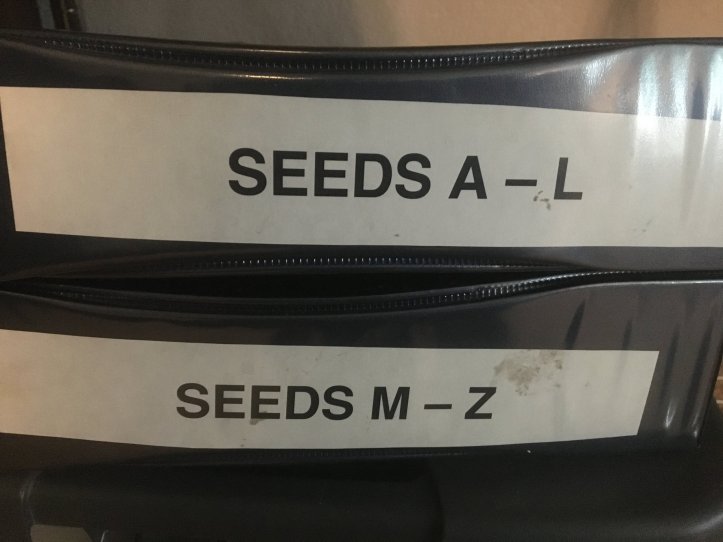 SEEDS A – L
SEEDS M – Z